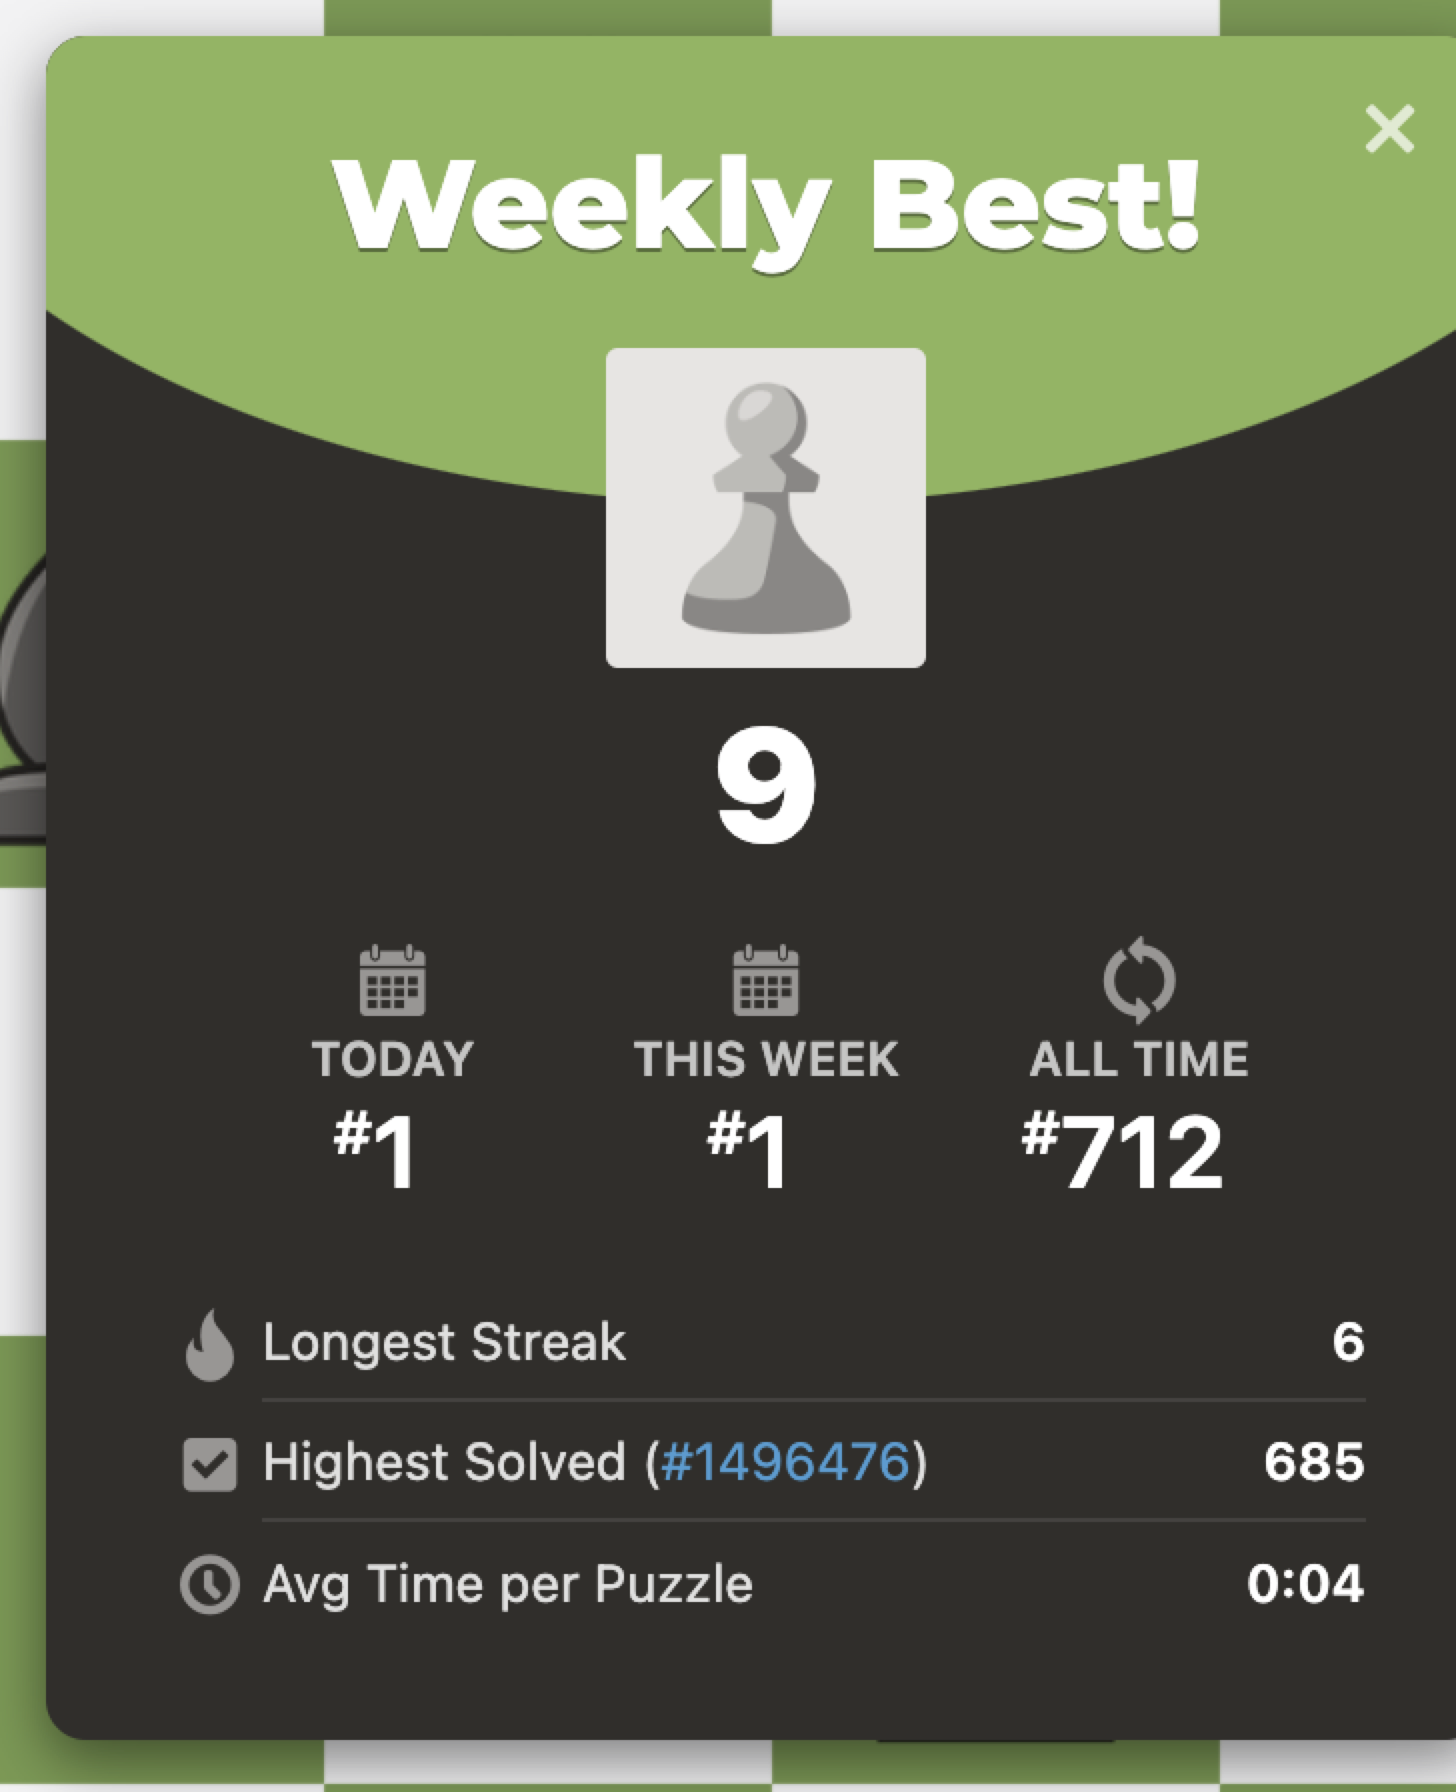 Weekly Best!
9
TODAY THIS WEEK ALL TIME
#1 #1 #712
Longest Streak 6
Highest Solved (#1496476) 685
Avg Time per Puzzle 0:04